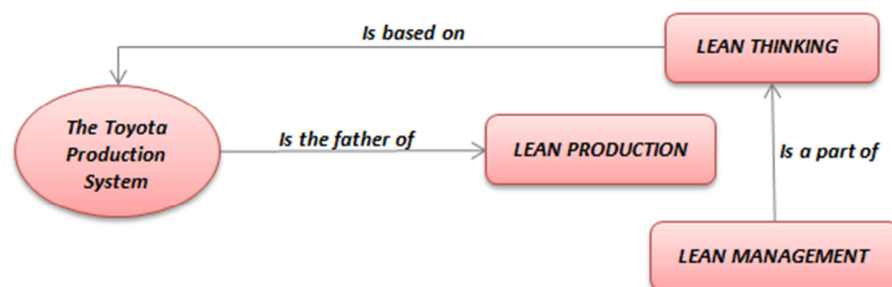 Is based on
LEAN THINKING
The Toyota
Production
System
Is the father of
LEAN PRODUCTION
Is a part of
LEAN MANAGEMENT